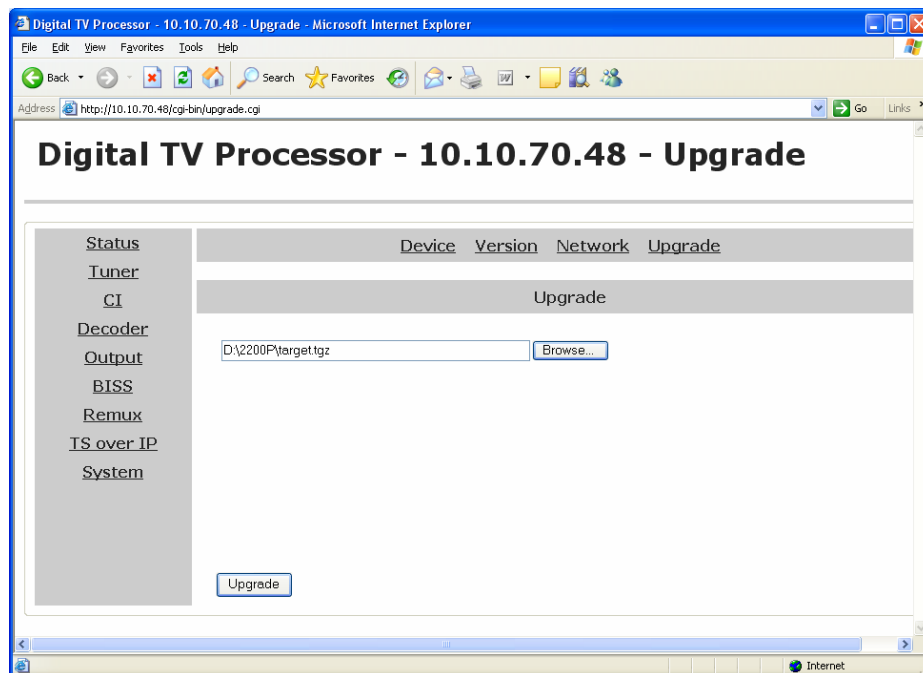 Digital TV Processor - 10.10.70.48 - Upgrade - Microsoft Internet Explorer
File Edit View Favorites Tools Help
Back Search Favorites
Address http://10.10.70.48/cgi-bin/upgrade.cgi Go Links
Digital TV Processor - 10.10.70.48 - Upgrade
Status
Tuner
CI
Decoder
Output
BISS
Remux
TS over IP
System
Device Version Network Upgrade
Upgrade
D:\2200P\target.tgz Browse...
Upgrade
Internet